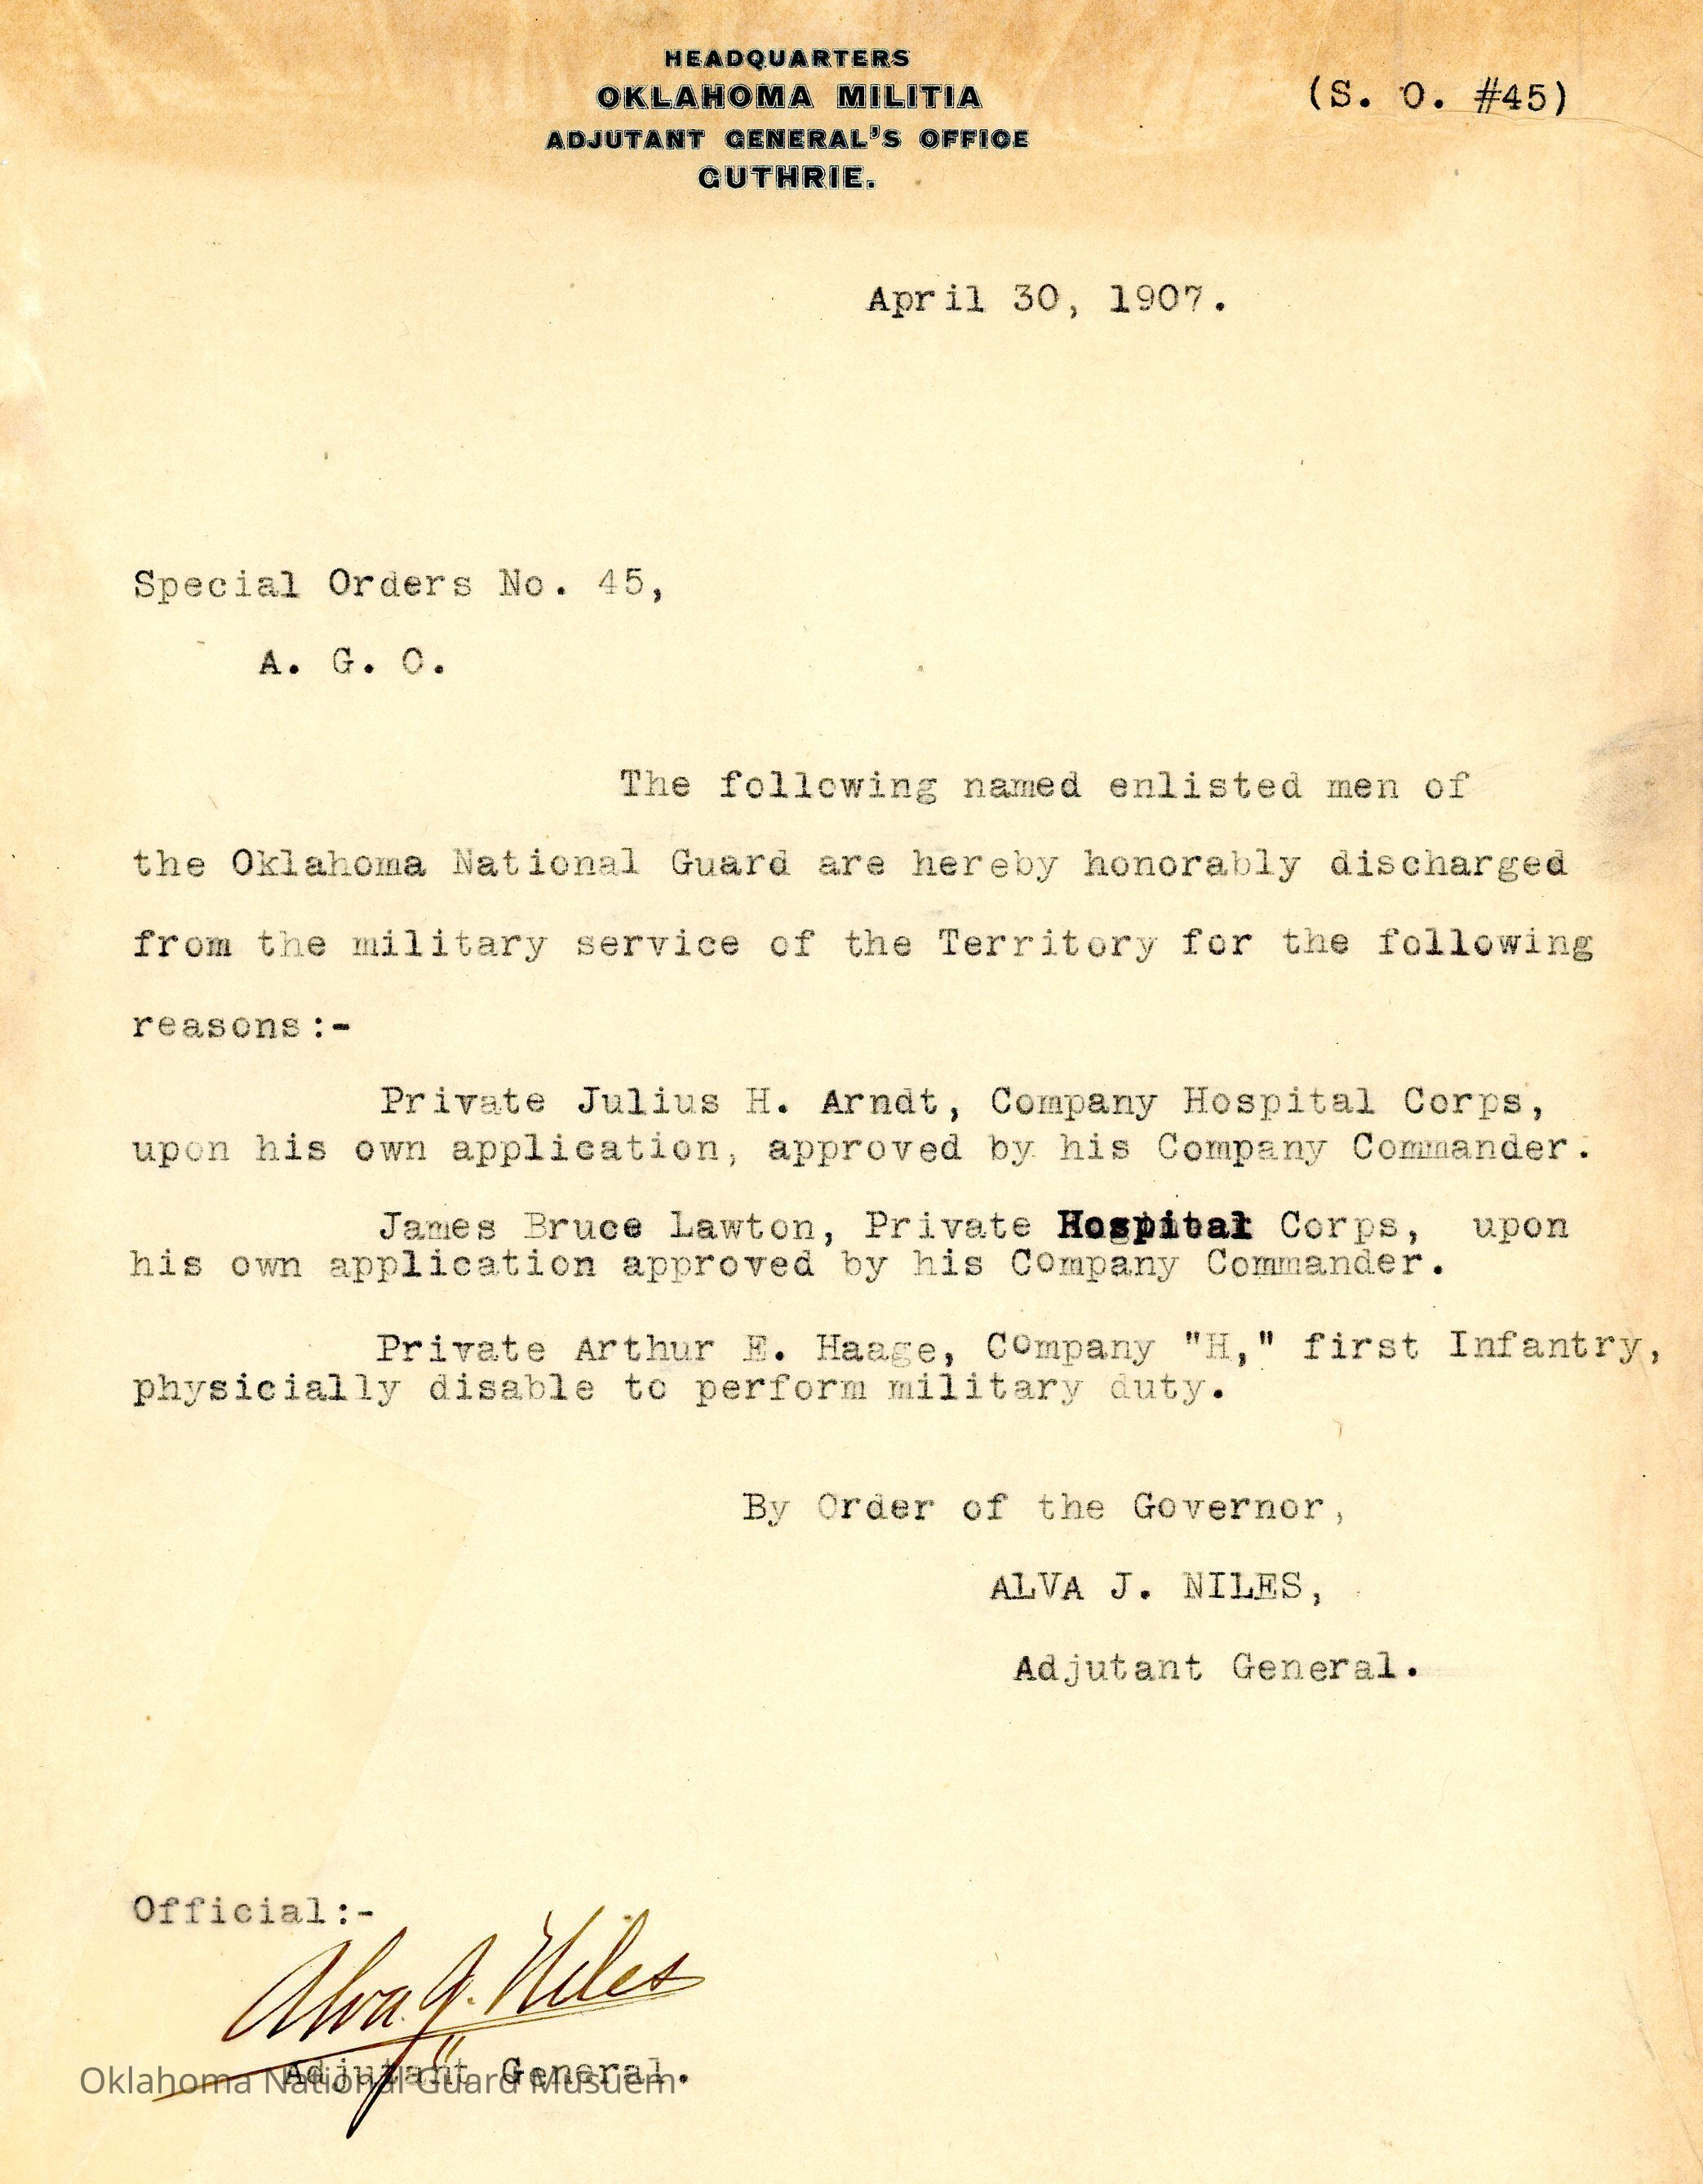 HEADQUARTERS
OKLAHOMA MILITIA
ADJUTANT GENERAL'S OFFICE
GUTHRIE.
(S. O. #45)
April 30, 1907.
Special Orders No. 45,
A. G. O.
The following named enlisted men of
the Oklahoma National Guard are hereby honorably discharged
from the military service of the Territory for the following
reasons:-
Private Julius H. Arndt, Company Hospital Corps,
upon his own application, approved by his Company Commander.
James Bruce Lawton, Private Hospital Corps, upon
his own application approved by his Company Commander.
Private Arthur E. Haage, Company "H," first Infantry,
physicially disable to perform military duty.
By Order of the Governor,
ALVA J. NILES,
Adjutant General.
Official:-
Alva J. Niles
Adjutant General.
Oklahoma National Guard Musuem